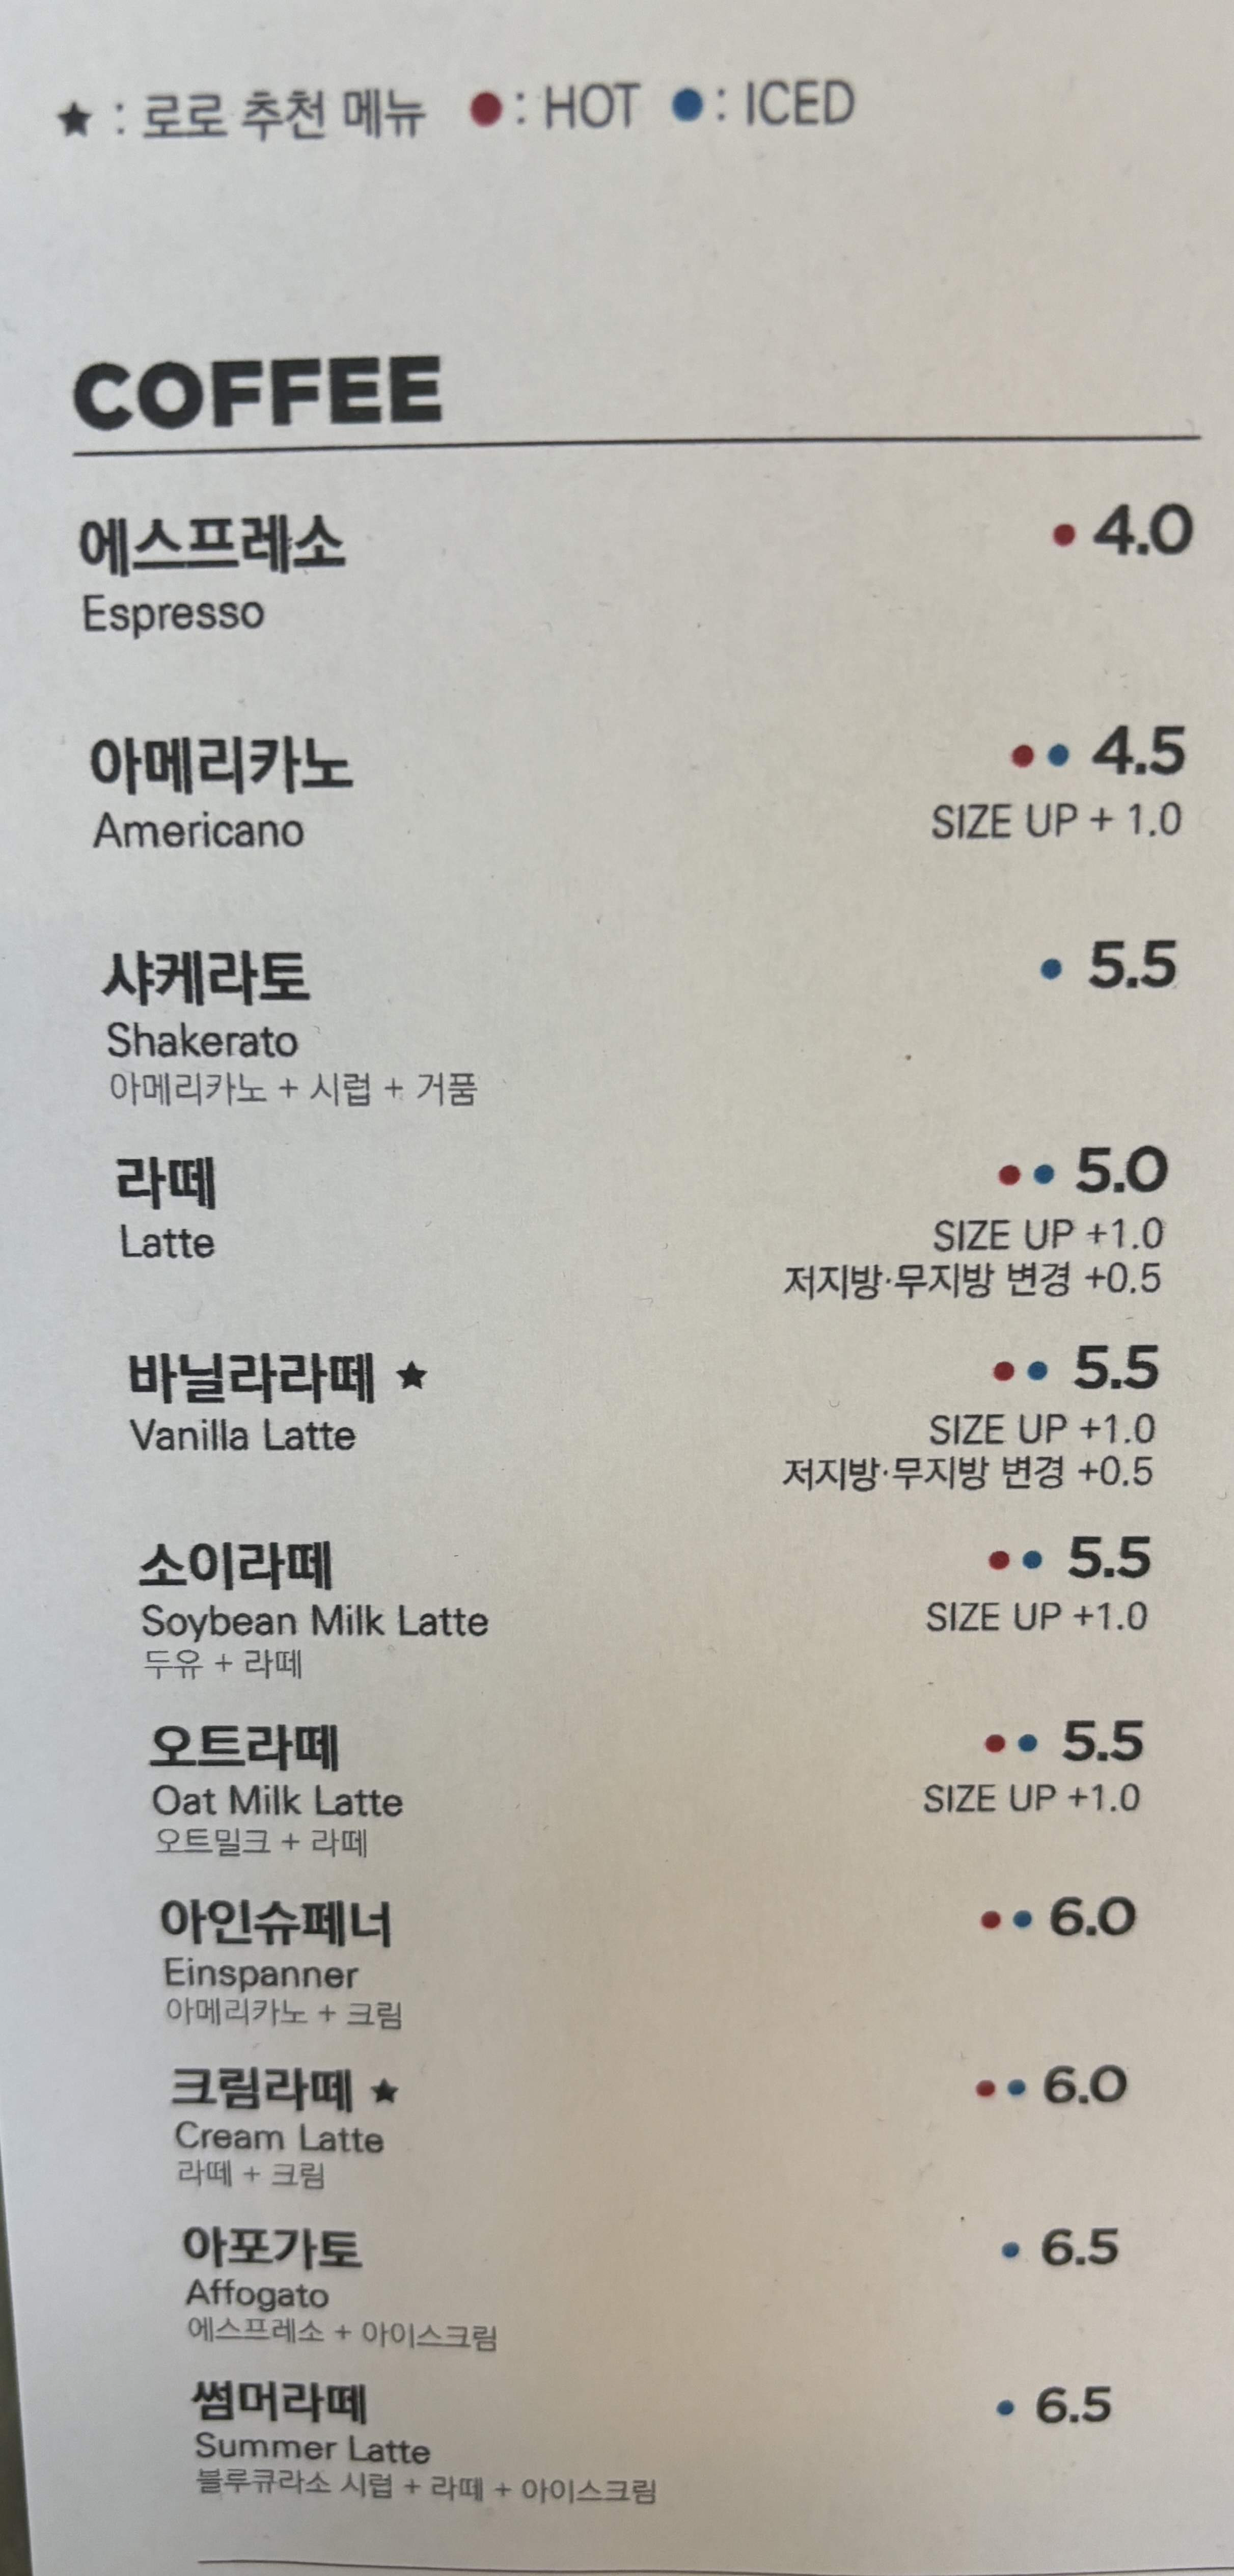 ★ : 로로 추천 메뉴 ● : HOT ● : ICED
COFFEE
에스프레소 ● 4.0
Espresso
아메리카노 ● ● 4.5
Americano SIZE UP + 1.0
샤케라토 ● 5.5
Shakerato
아메리카노 + 시럽 + 거품
라떼 ● ● 5.0
Latte SIZE UP +1.0
저지방·무지방 변경 +0.5
바닐라라떼 ★ ● ● 5.5
Vanilla Latte SIZE UP +1.0
저지방·무지방 변경 +0.5
소이라떼 ● ● 5.5
Soybean Milk Latte SIZE UP +1.0
두유 + 라떼
오트라떼 ● ● 5.5
Oat Milk Latte SIZE UP +1.0
오트밀크 + 라떼
아인슈페너 ● ● 6.0
Einspanner
아메리카노 + 크림
크림라떼 ★ ● ● 6.0
Cream Latte
라떼 + 크림
아포가토 ● 6.5
Affogato
에스프레소 + 아이스크림
썸머라떼 ● 6.5
Summer Latte
블루큐라소 시럽 + 라떼 + 아이스크림